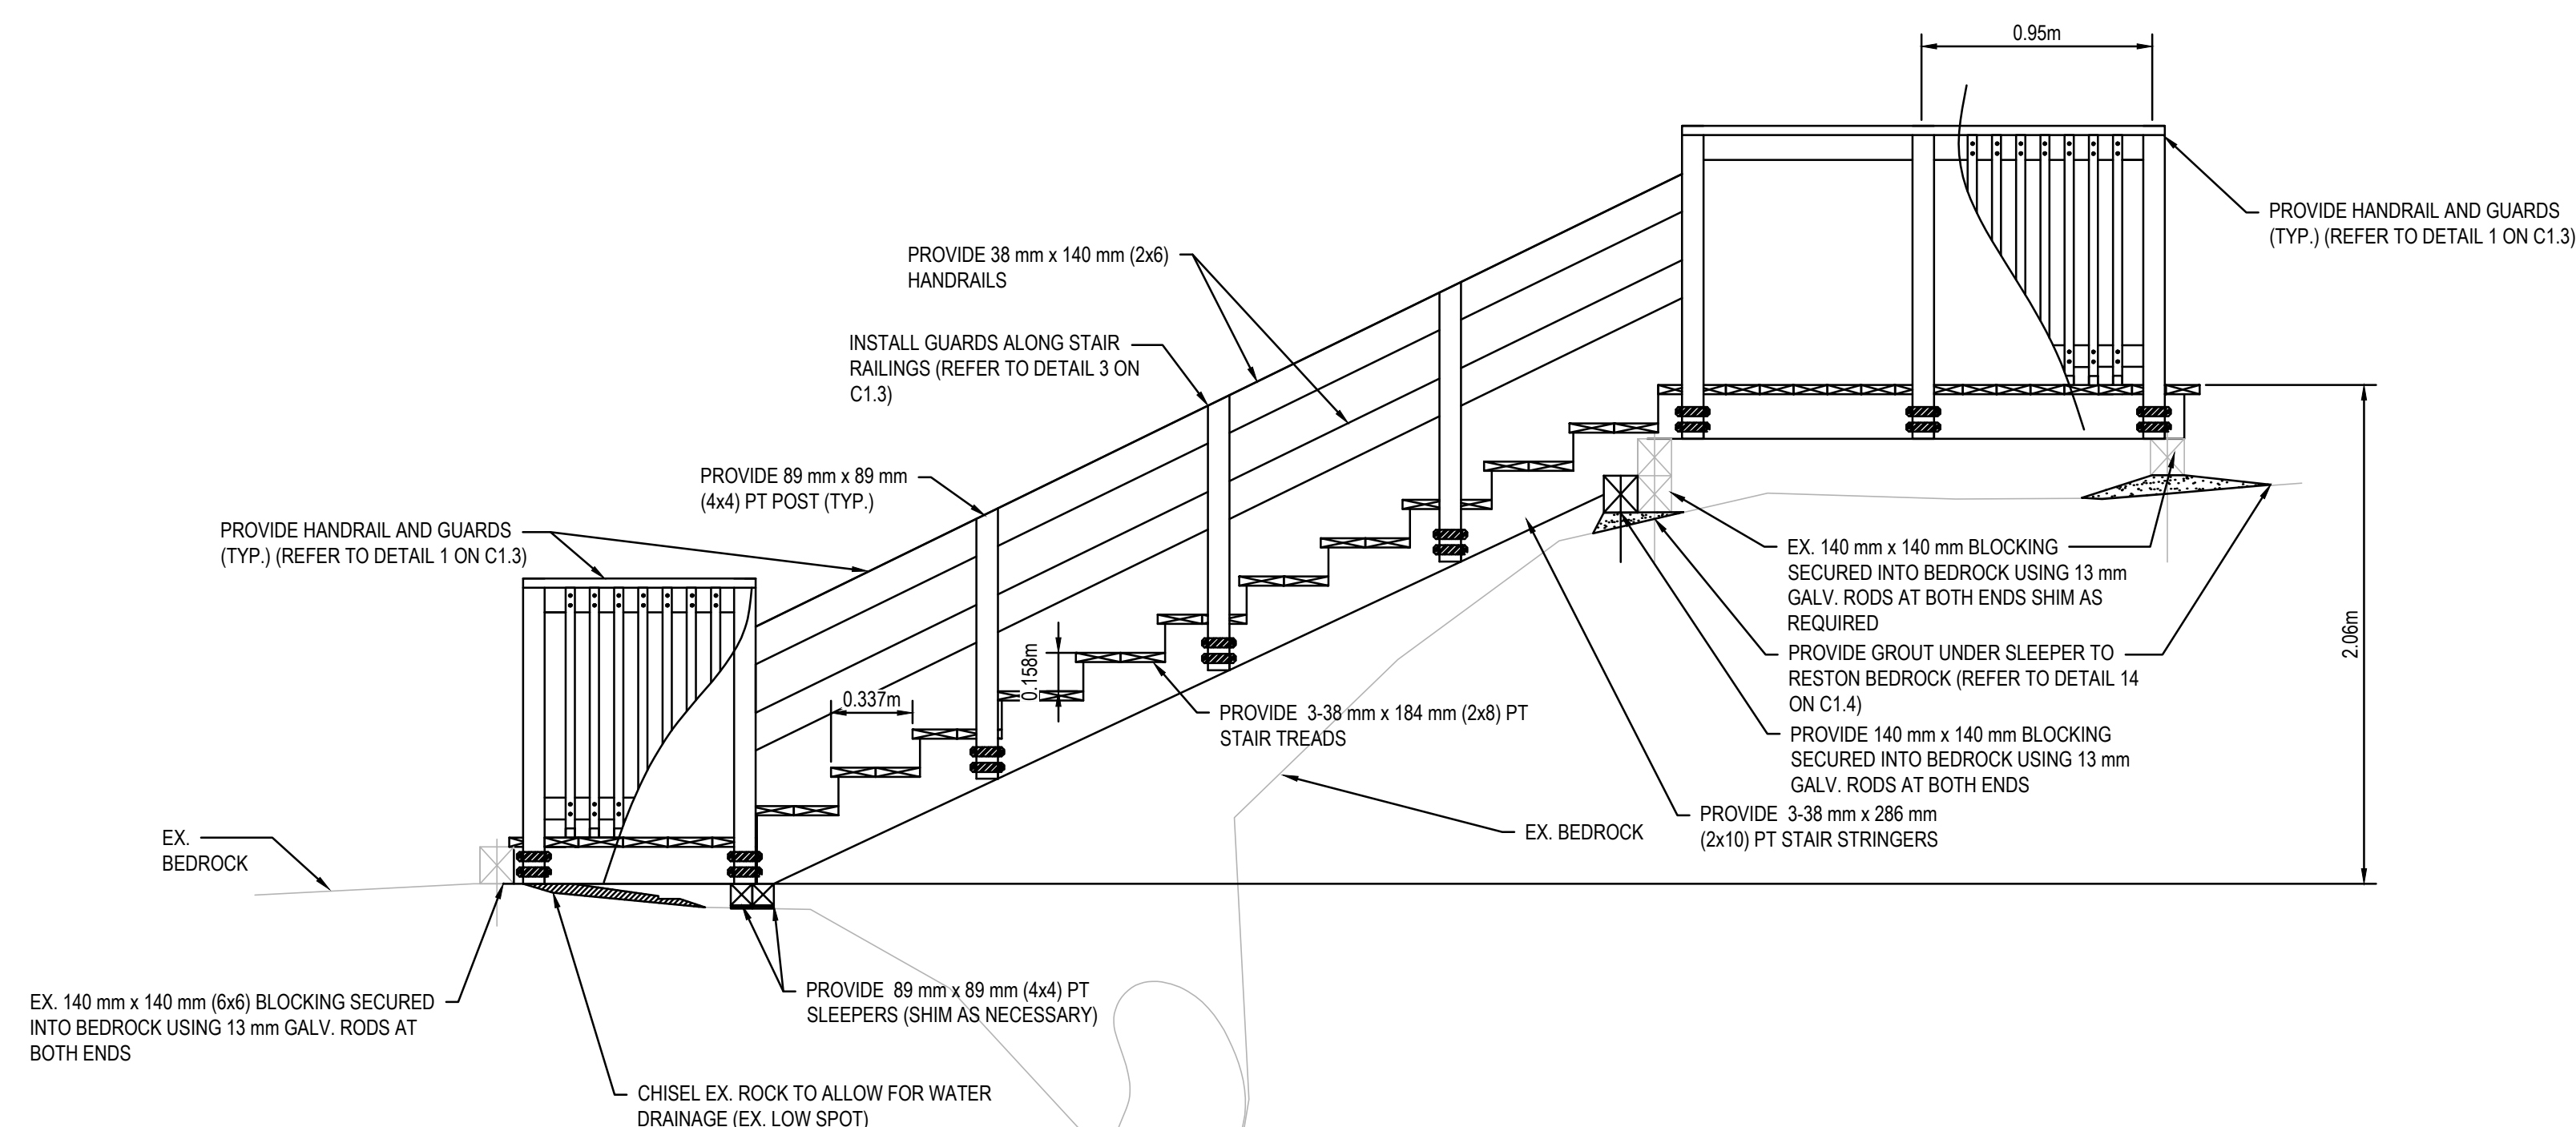 0.95m
PROVIDE HANDRAIL AND GUARDS
(TYP.) (REFER TO DETAIL 1 ON C1.3)
PROVIDE 38 mm x 140 mm (2x6)
HANDRAILS
INSTALL GUARDS ALONG STAIR
RAILINGS (REFER TO DETAIL 3 ON
C1.3)
PROVIDE 89 mm x 89 mm
(4x4) PT POST (TYP.)
PROVIDE HANDRAIL AND GUARDS
(TYP.) (REFER TO DETAIL 1 ON C1.3)
EX. 140 mm x 140 mm BLOCKING
SECURED INTO BEDROCK USING 13 mm
GALV. RODS AT BOTH ENDS SHIM AS
REQUIRED
2.06m
PROVIDE GROUT UNDER SLEEPER TO
RESTON BEDROCK (REFER TO DETAIL 14
ON C1.4)
0.158m
0.337m
PROVIDE 3-38 mm x 184 mm (2x8) PT
STAIR TREADS
PROVIDE 140 mm x 140 mm BLOCKING
SECURED INTO BEDROCK USING 13 mm
GALV. RODS AT BOTH ENDS
PROVIDE 3-38 mm x 286 mm
(2x10) PT STAIR STRINGERS
EX. BEDROCK
EX.
BEDROCK
EX. 140 mm x 140 mm (6x6) BLOCKING SECURED
INTO BEDROCK USING 13 mm GALV. RODS AT
BOTH ENDS
PROVIDE 89 mm x 89 mm (4x4) PT
SLEEPERS (SHIM AS NECESSARY)
CHISEL EX. ROCK TO ALLOW FOR WATER
DRAINAGE (EX. LOW SPOT)